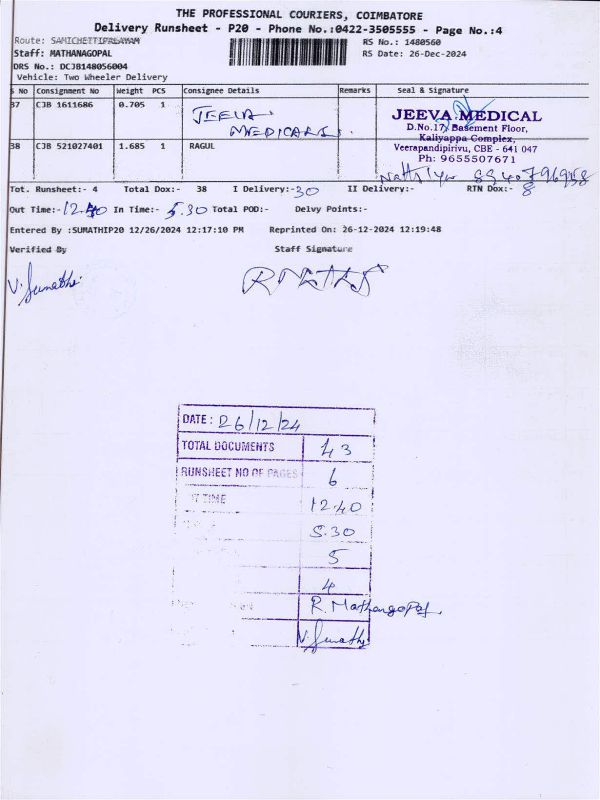 THE PROFESSIONAL COURIERS, COIMBATORE
Delivery Runsheet - P20 - Phone No.:0422-3505555 - Page No.:4
Route: SAMICHETTIPALAYAM
RS No.: 1480560
Staff: MATHANAGOPAL
RS Date: 26-Dec-2024
DRS No.: DCJB148056004
Vehicle: Two Wheeler Delivery
S No Consignment No Weight PCS Consignee Details Remarks Seal & Signature
37 CJB 1611686 0.705 1 JEEVA
MEDICALS.
JEEVA MEDICAL
D.No.17, Basement Floor,
Kaliyappa Complex,
Veerapandipirivu, CBE - 641 047
Ph: 9655507671
38 CJB 521027401 1.685 1 RAGUL
Tot. Runsheet:- 4 Total Dox:- 38 I Delivery:-30 II Delivery:- RTN Dox:- 8
Out Time:-12.40 In Time:- 5.30 Total POD:- Delvy Points:-
Entered By :SUMATHIP20 12/26/2024 12:17:10 PM Reprinted On: 26-12-2024 12:19:48
Verified By Staff Signature
V. Sumathi
DATE: 26/12/24
TOTAL DOCUMENTS 43
RUNSHEET NO OF PAGES 6
TIME 12.40
5.30
5
4
R. Mathangopal
V. Sumathi